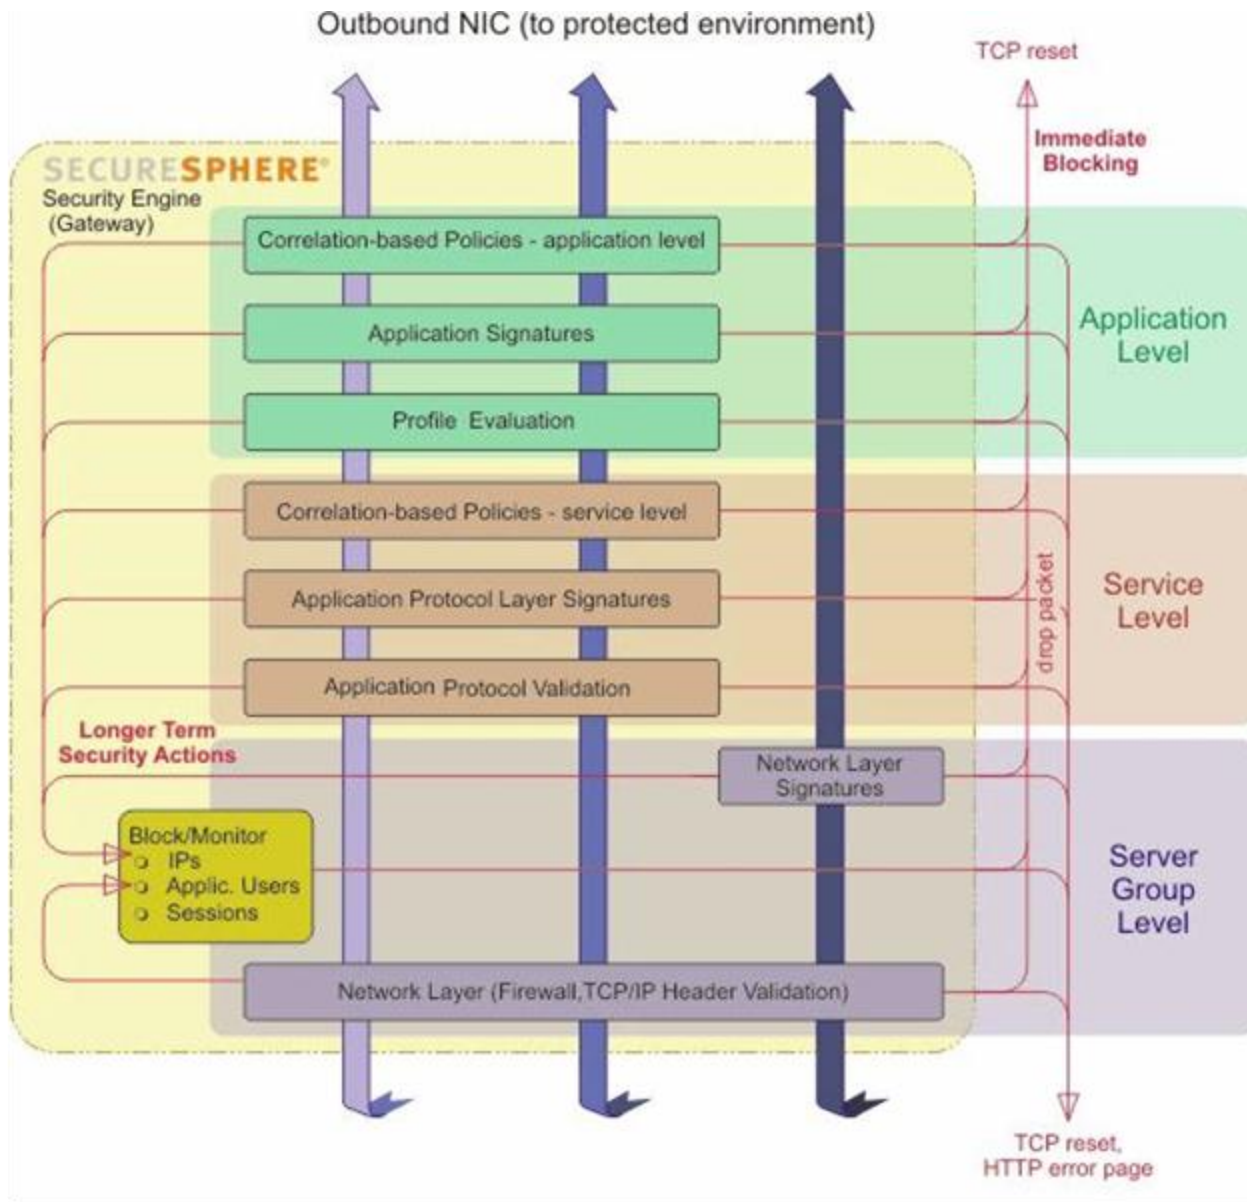 Outbound NIC (to protected environment)
TCP reset
Immediate
Blocking
SECURESPHERE®
Security Engine
(Gateway)
Correlation-based Policies - application level
Application Signatures
Profile Evaluation
Application
Level
Correlation-based Policies - service level
Application Protocol Layer Signatures
Application Protocol Validation
drop packet
Service
Level
Longer Term
Security Actions
Network Layer
Signatures
Block/Monitor
IPs
Applic. Users
Sessions
Server
Group
Level
Network Layer (Firewall,TCP/IP Header Validation)
TCP reset,
HTTP error page